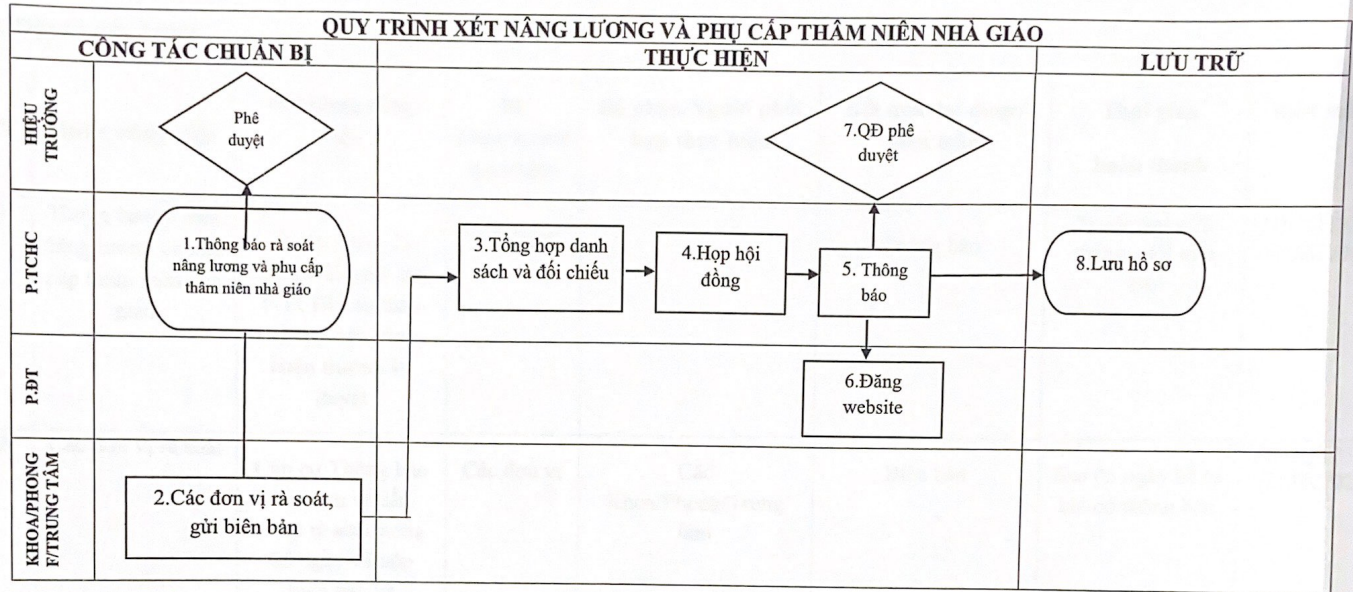 QUY TRÌNH XÉT NÂNG LƯƠNG VÀ PHỤ CẤP THÂM NIÊN NHÀ GIÁO
CÔNG TÁC CHUẨN BỊ
THỰC HIỆN
LƯU TRỮ
HIỆU
TRƯỞNG
Phê
duyệt
7.QĐ phê
duyệt
P.TCHC
1.Thông báo rà soát
nâng lương và phụ cấp
thâm niên nhà giáo
3.Tổng hợp danh
sách và đối chiếu
4.Họp hội
đồng
5. Thông
báo
8.Lưu hồ sơ
P.ĐT
6.Đăng
website
KHOA/PHONG
F/TRUNG TÂM
2.Các đơn vị rà soát,
gửi biên bản